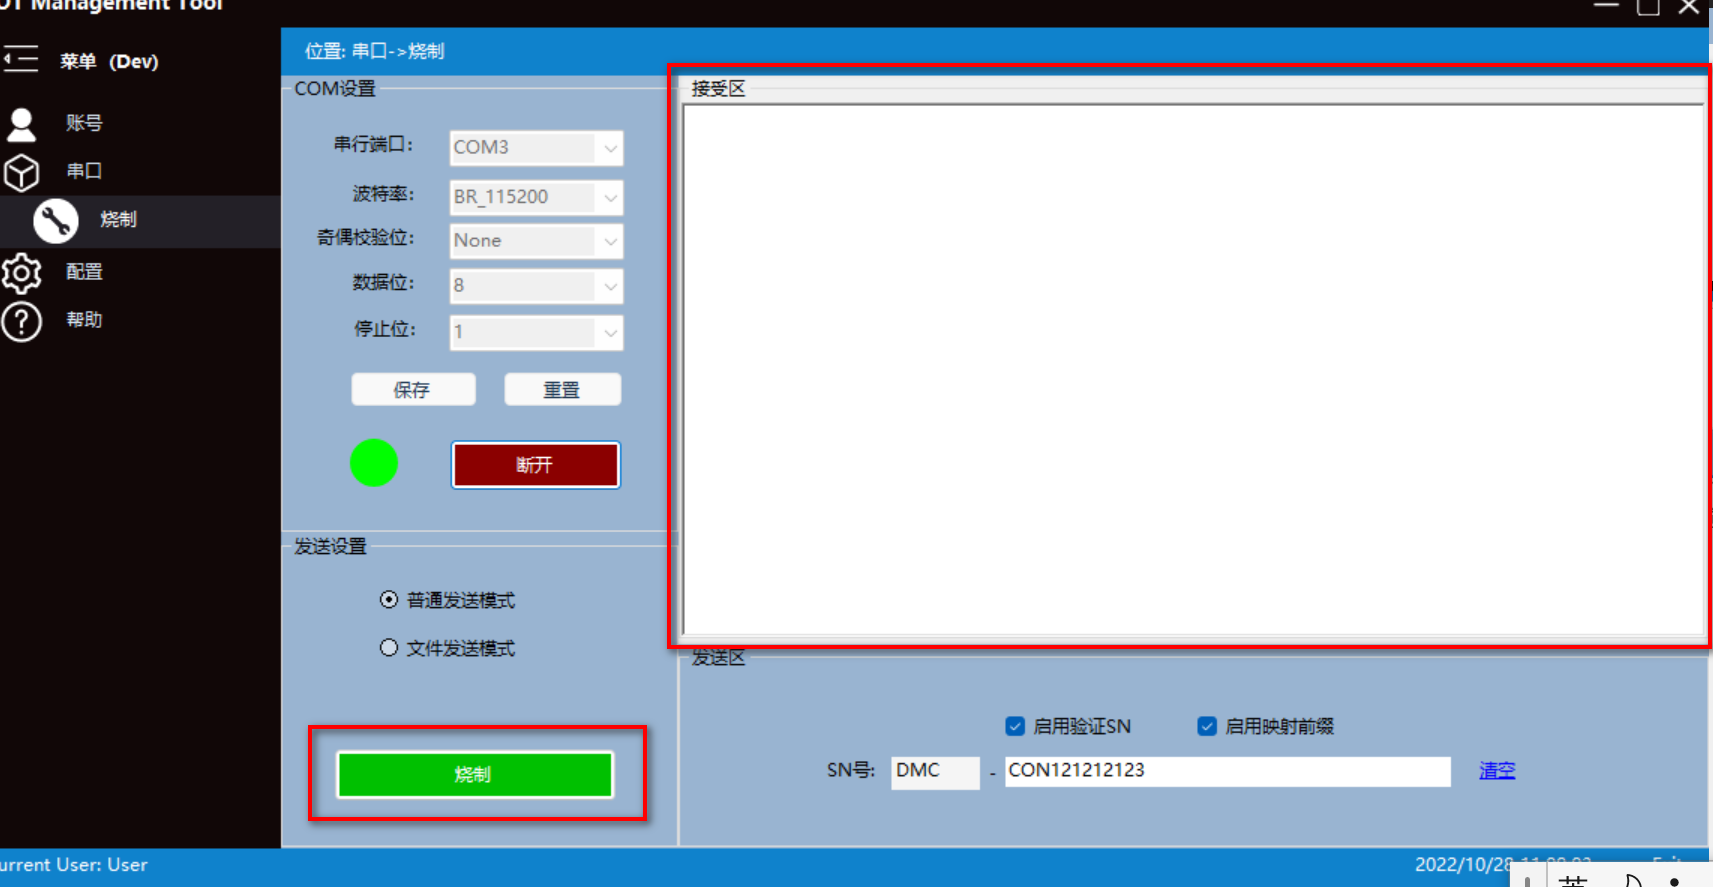 Management Tool
菜单 (Dev)
账号
串口
烧制
配置
帮助
位置: 串口->烧制
COM设置
串行端口:
COM3
波特率:
BR_115200
奇偶校验位:
None
数据位:
8
停止位:
1
保存
重置
断开
发送设置
普通发送模式
文件发送模式
烧制
接受区
发送区
启用验证SN
启用映射前缀
SN号:
DMC
-
CON121212123
清空
urrent User: User
2022/10/28
英